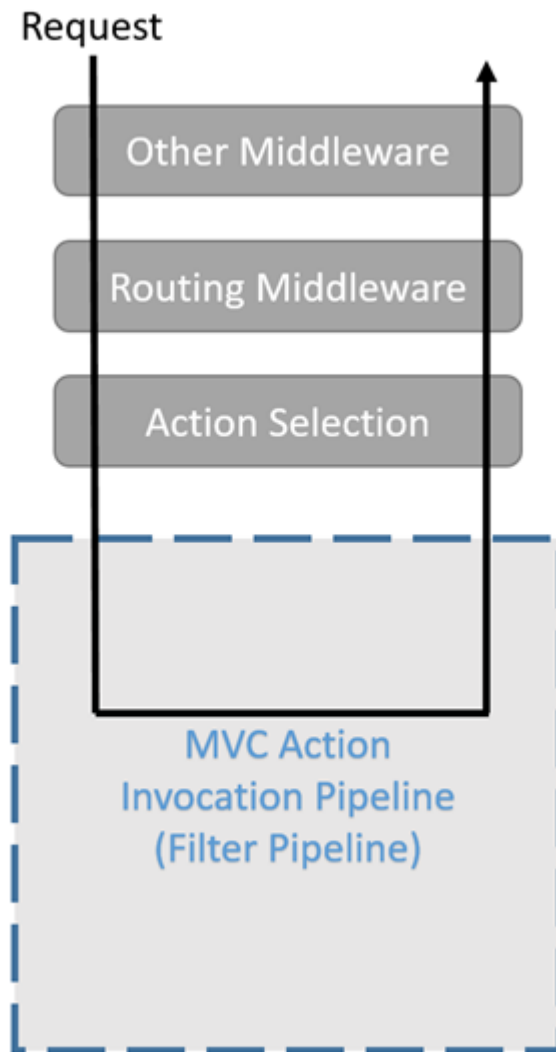 Request
Other Middleware
Routing Middleware
Action Selection
MVC Action
Invocation Pipeline
(Filter Pipeline)